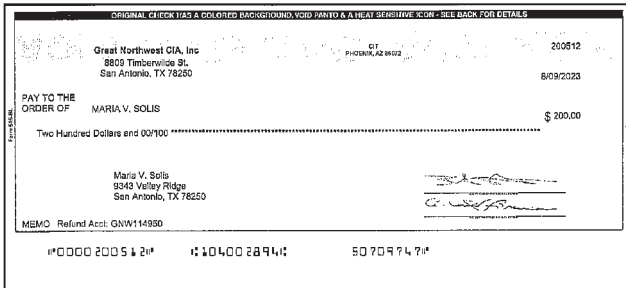 ORIGINAL CHECK HAS A COLORED BACKGROUND, VOID PANTO & A HEAT SENSITIVE ICON - SEE BACK FOR DETAILS
Great Northwest CIA, Inc
8809 Timberwilde St.
San Antonio, TX 78250
CIT
PHOENIX, AZ
200512
8/09/2023
PAY TO THE
ORDER OF MARIA V. SOLIS
$ 200.00
Two Hundred Dollars and 00/100 ****
Maria V. Solis
9343 Valley Ridge
San Antonio, TX 78250
MEMO Refund Acct: GNW114950
⑈0000200512⑈ ⑆104002894⑆ 50709747⑈